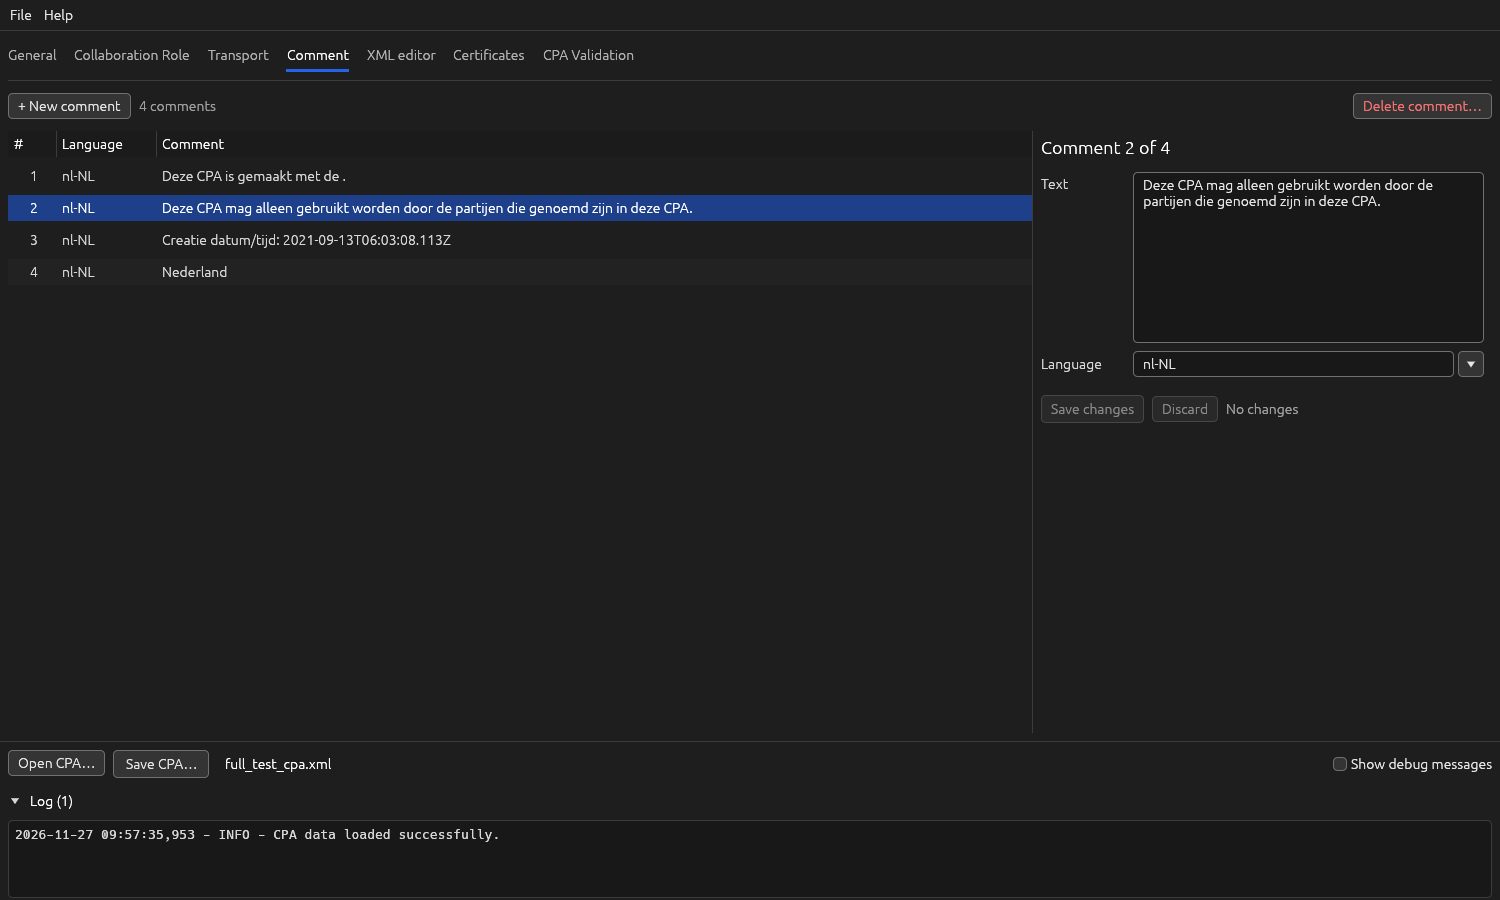 File Help
General Collaboration Role Transport Comment XML editor Certificates CPA Validation
+ New comment 4 comments Delete comment...
# Language Comment
1 nl-NL Deze CPA is gemaakt met de .
2 nl-NL Deze CPA mag alleen gebruikt worden door de partijen die genoemd zijn in deze CPA.
3 nl-NL Creatie datum/tijd: 2021-09-13T06:03:08.113Z
4 nl-NL Nederland
Comment 2 of 4
Text Deze CPA mag alleen gebruikt worden door de
partijen die genoemd zijn in deze CPA.
Language nl-NL
Save changes Discard No changes
Open CPA... Save CPA... full_test_cpa.xml Show debug messages
Log (1)
2026-11-27 09:57:35,953 - INFO - CPA data loaded successfully.